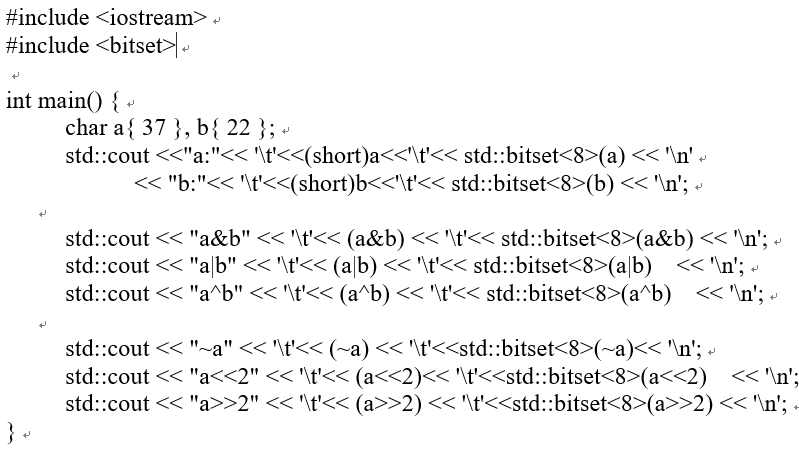 #include <iostream>
#include <bitset>
int main() {
char a{ 37 }, b{ 22 };
std::cout <<"a:"<< '\t'<<(short)a<<'\t'<< std::bitset<8>(a) << '\n'
<< "b:"<< '\t'<<(short)b<<'\t'<< std::bitset<8>(b) << '\n';
std::cout << "a&b" << '\t'<< (a&b) << '\t'<< std::bitset<8>(a&b) << '\n';
std::cout << "a|b" << '\t'<< (a|b) << '\t'<< std::bitset<8>(a|b) << '\n';
std::cout << "a^b" << '\t'<< (a^b) << '\t'<< std::bitset<8>(a^b) << '\n';
std::cout << "~a" << '\t'<< (~a) << '\t'<<std::bitset<8>(~a)<< '\n';
std::cout << "a<<2" << '\t'<< (a<<2)<< '\t'<<std::bitset<8>(a<<2) << '\n';
std::cout << "a>>2" << '\t'<< (a>>2) << '\t'<<std::bitset<8>(a>>2) << '\n';
}